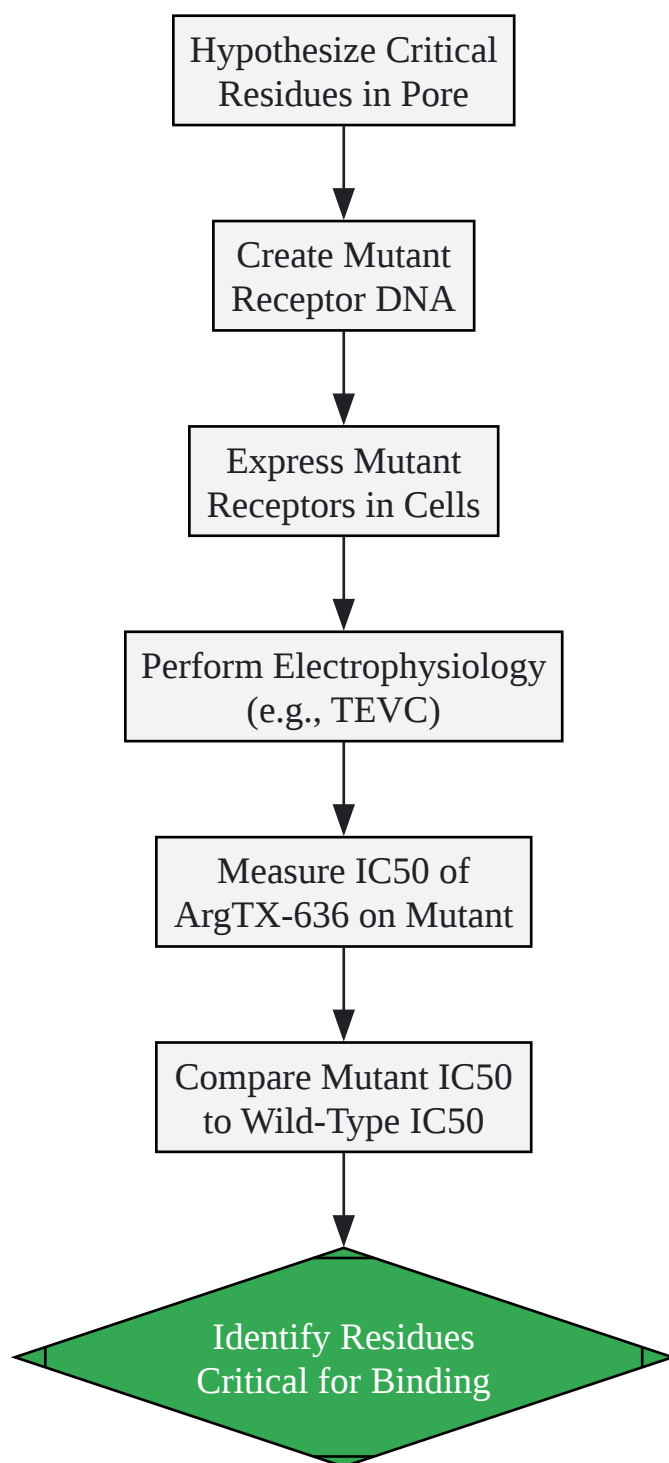 Hypothesize Critical
Residues in Pore
Create Mutant
Receptor DNA
Express Mutant
Receptors in Cells
Perform Electrophysiology
(e.g., TEVC)
Measure IC50 of
ArgTX-636 on Mutant
Compare Mutant IC50
to Wild-Type IC50
Identify Residues
Critical for Binding